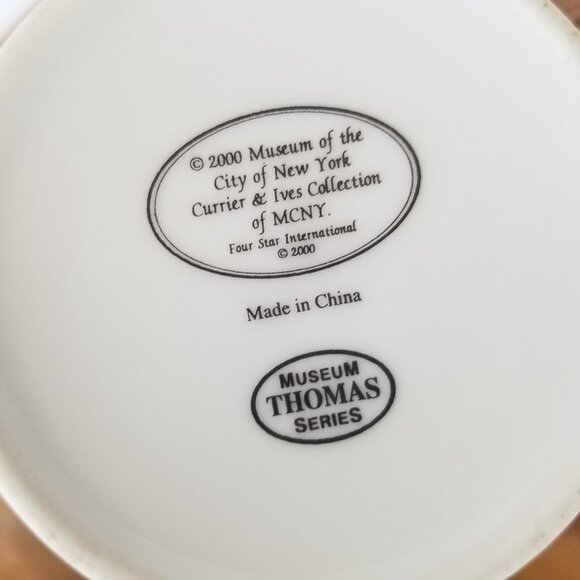 © 2000 Museum of the
City of New York
Currier & Ives Collection
of MCNY.
Four Star International
© 2000
Made in China
MUSEUM
THOMAS
SERIES